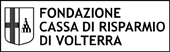 FONDAZIONE
CASSA DI RISPARMIO
DI VOLTERRA